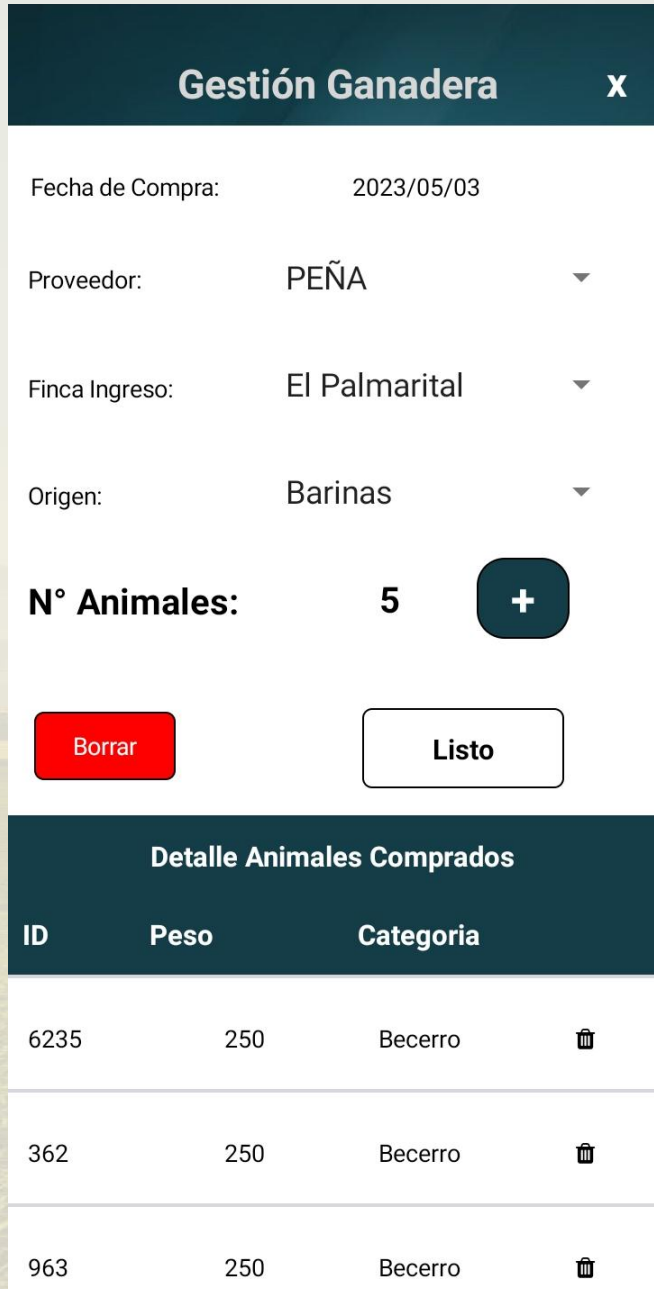 Gestión Ganadera X
Fecha de Compra: 2023/05/03
Proveedor: PEÑA
Finca Ingreso: El Palmarital
Origen: Barinas
N° Animales: 5 +
Borrar Listo
Detalle Animales Comprados
ID Peso Categoria
6235 250 Becerro
362 250 Becerro
963 250 Becerro